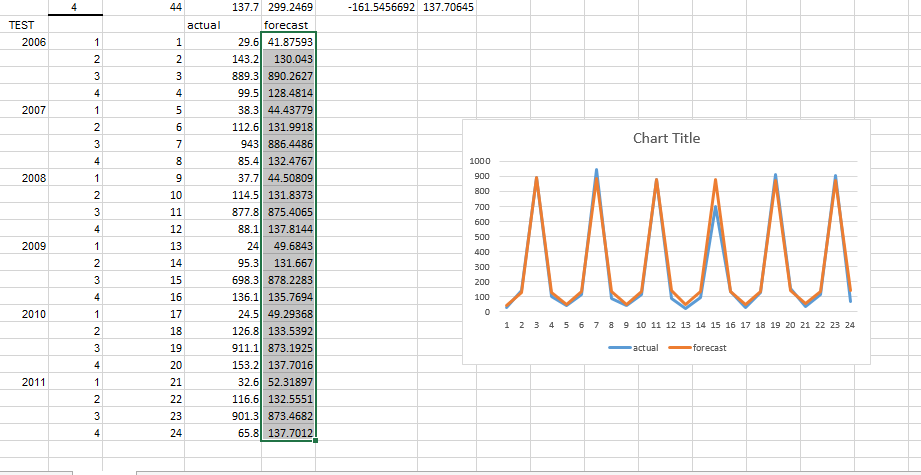 4 44 137.7 299.2469 -161.5456692 137.70645
TEST actual forecast
2006 1 1 29.6 41.87593
2 2 143.2 130.043
3 3 889.3 890.2627
4 4 99.5 128.4814
2007 1 5 38.3 44.43779
2 6 112.6 131.9918
3 7 943 886.4486
4 8 85.4 132.4767
2008 1 9 37.7 44.50809
2 10 114.5 131.8373
3 11 877.8 875.4065
4 12 88.1 137.8144
2009 1 13 24 49.6843
2 14 95.3 131.667
3 15 698.3 878.2283
4 16 136.1 135.7694
2010 1 17 24.5 49.29368
2 18 126.8 133.5392
3 19 911.1 873.1925
4 20 153.2 137.7016
2011 1 21 32.6 52.31897
2 22 116.6 132.5551
3 23 901.3 873.4682
4 24 65.8 137.7012
Chart Title
1000
900
800
700
600
500
400
300
200
100
0
1 2 3 4 5 6 7 8 9 10 11 12 13 14 15 16 17 18 19 20 21 22 23 24
actual forecast